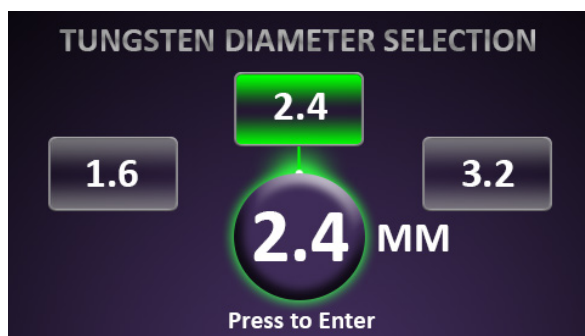 TUNGSTEN DIAMETER SELECTION
2.4
1.6
3.2
2.4 MM
Press to Enter